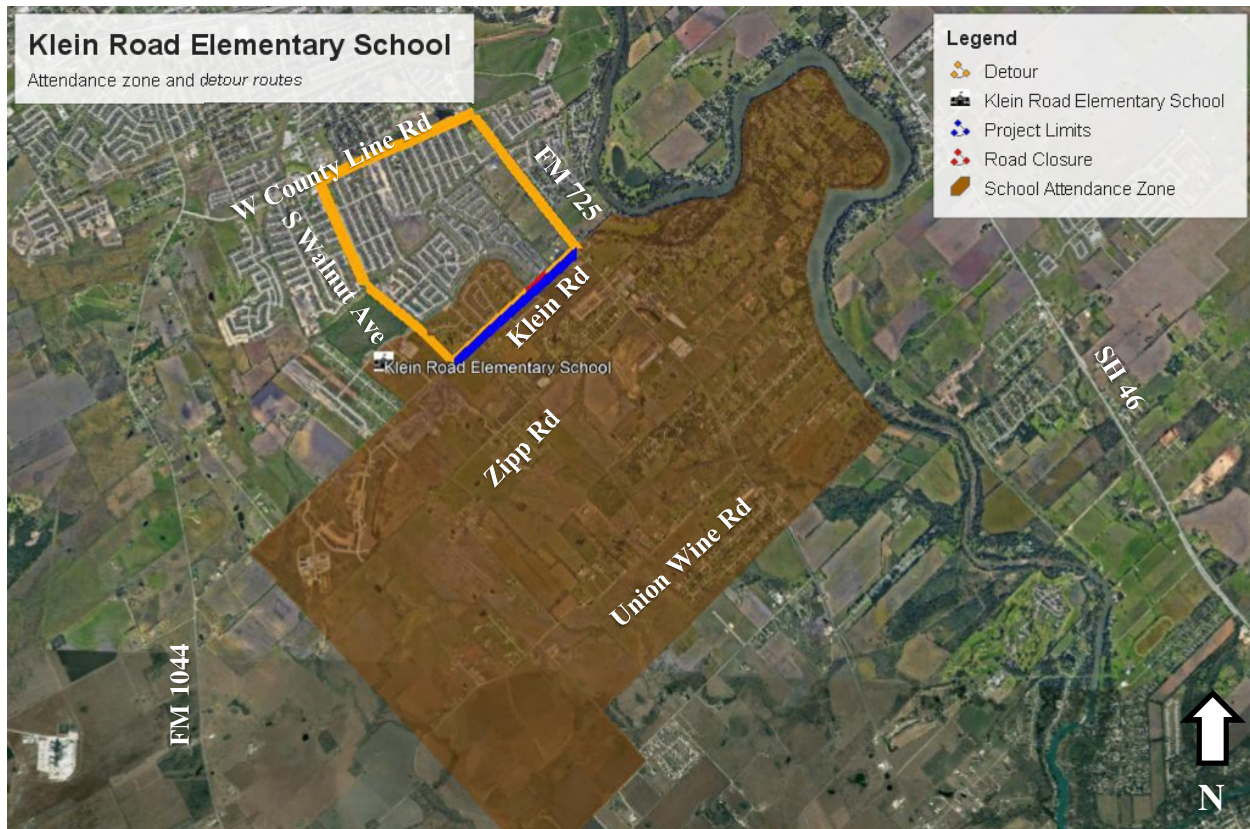 Klein Road Elementary School
Attendance zone and detour routes
Legend
Detour
Klein Road Elementary School
Project Limits
Road Closure
School Attendance Zone
W County Line Rd
FM 725
S Walnut Ave
Klein Rd
Klein Road Elementary School
SH 46
Zipp Rd
Union Wine Rd
FM 1044
N